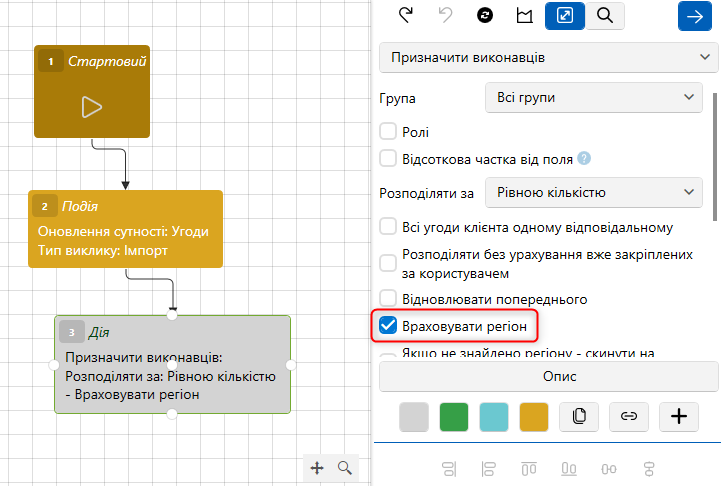 1 Стартовий
2 Подія
Оновлення сутності: Угоди
Тип виклику: Імпорт
3 Дія
Призначити виконавців:
Розподіляти за: Рівною кількістю
- Враховувати регіон
Призначити виконавців
Група Всі групи
Ролі
Відсоткова частка від поля ?
Розподіляти за Рівною кількістю
Всі угоди клієнта одному відповідальному
Розподіляти без урахування вже закріплених
за користувачем
Відновлювати попереднього
Враховувати регіон
Якщо не знайдено регіону - скинути на
Опис